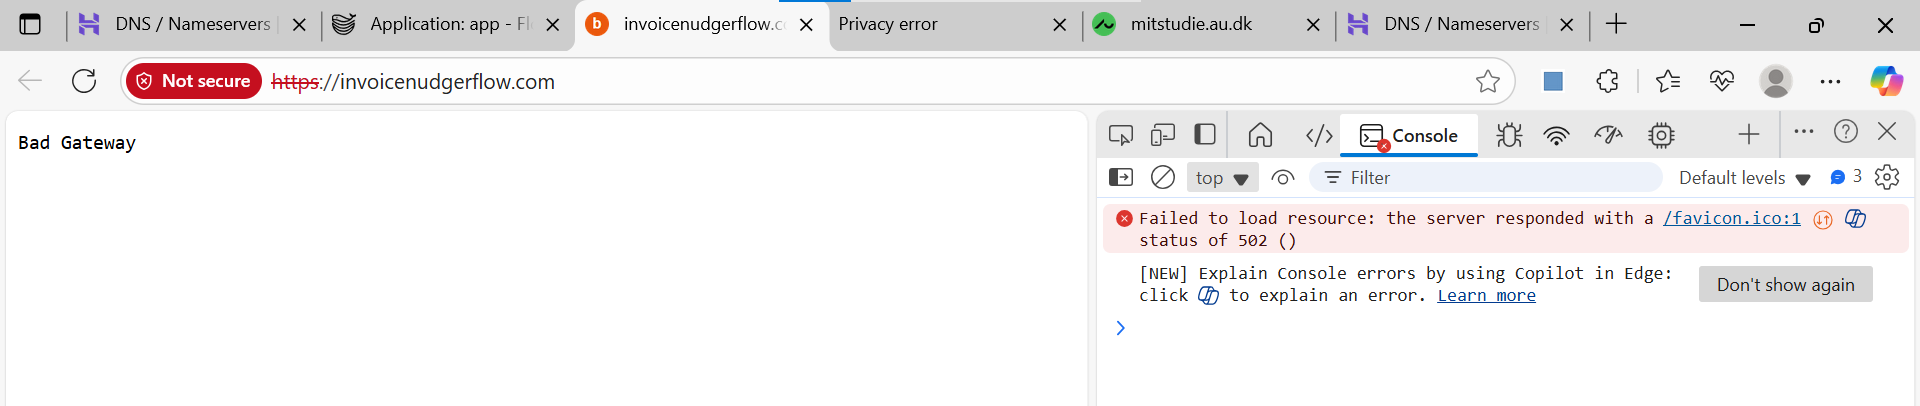 DNS / Nameservers
Application: app - Fl
invoicenudgerflow.c
Privacy error
mitstudie.au.dk
DNS / Nameservers
Not secure https://invoicenudgerflow.com
Bad Gateway
Console
top
Filter
Default levels
3
Failed to load resource: the server responded with a /favicon.ico:1
status of 502 ()
[NEW] Explain Console errors by using Copilot in Edge:
click to explain an error. Learn more
Don't show again